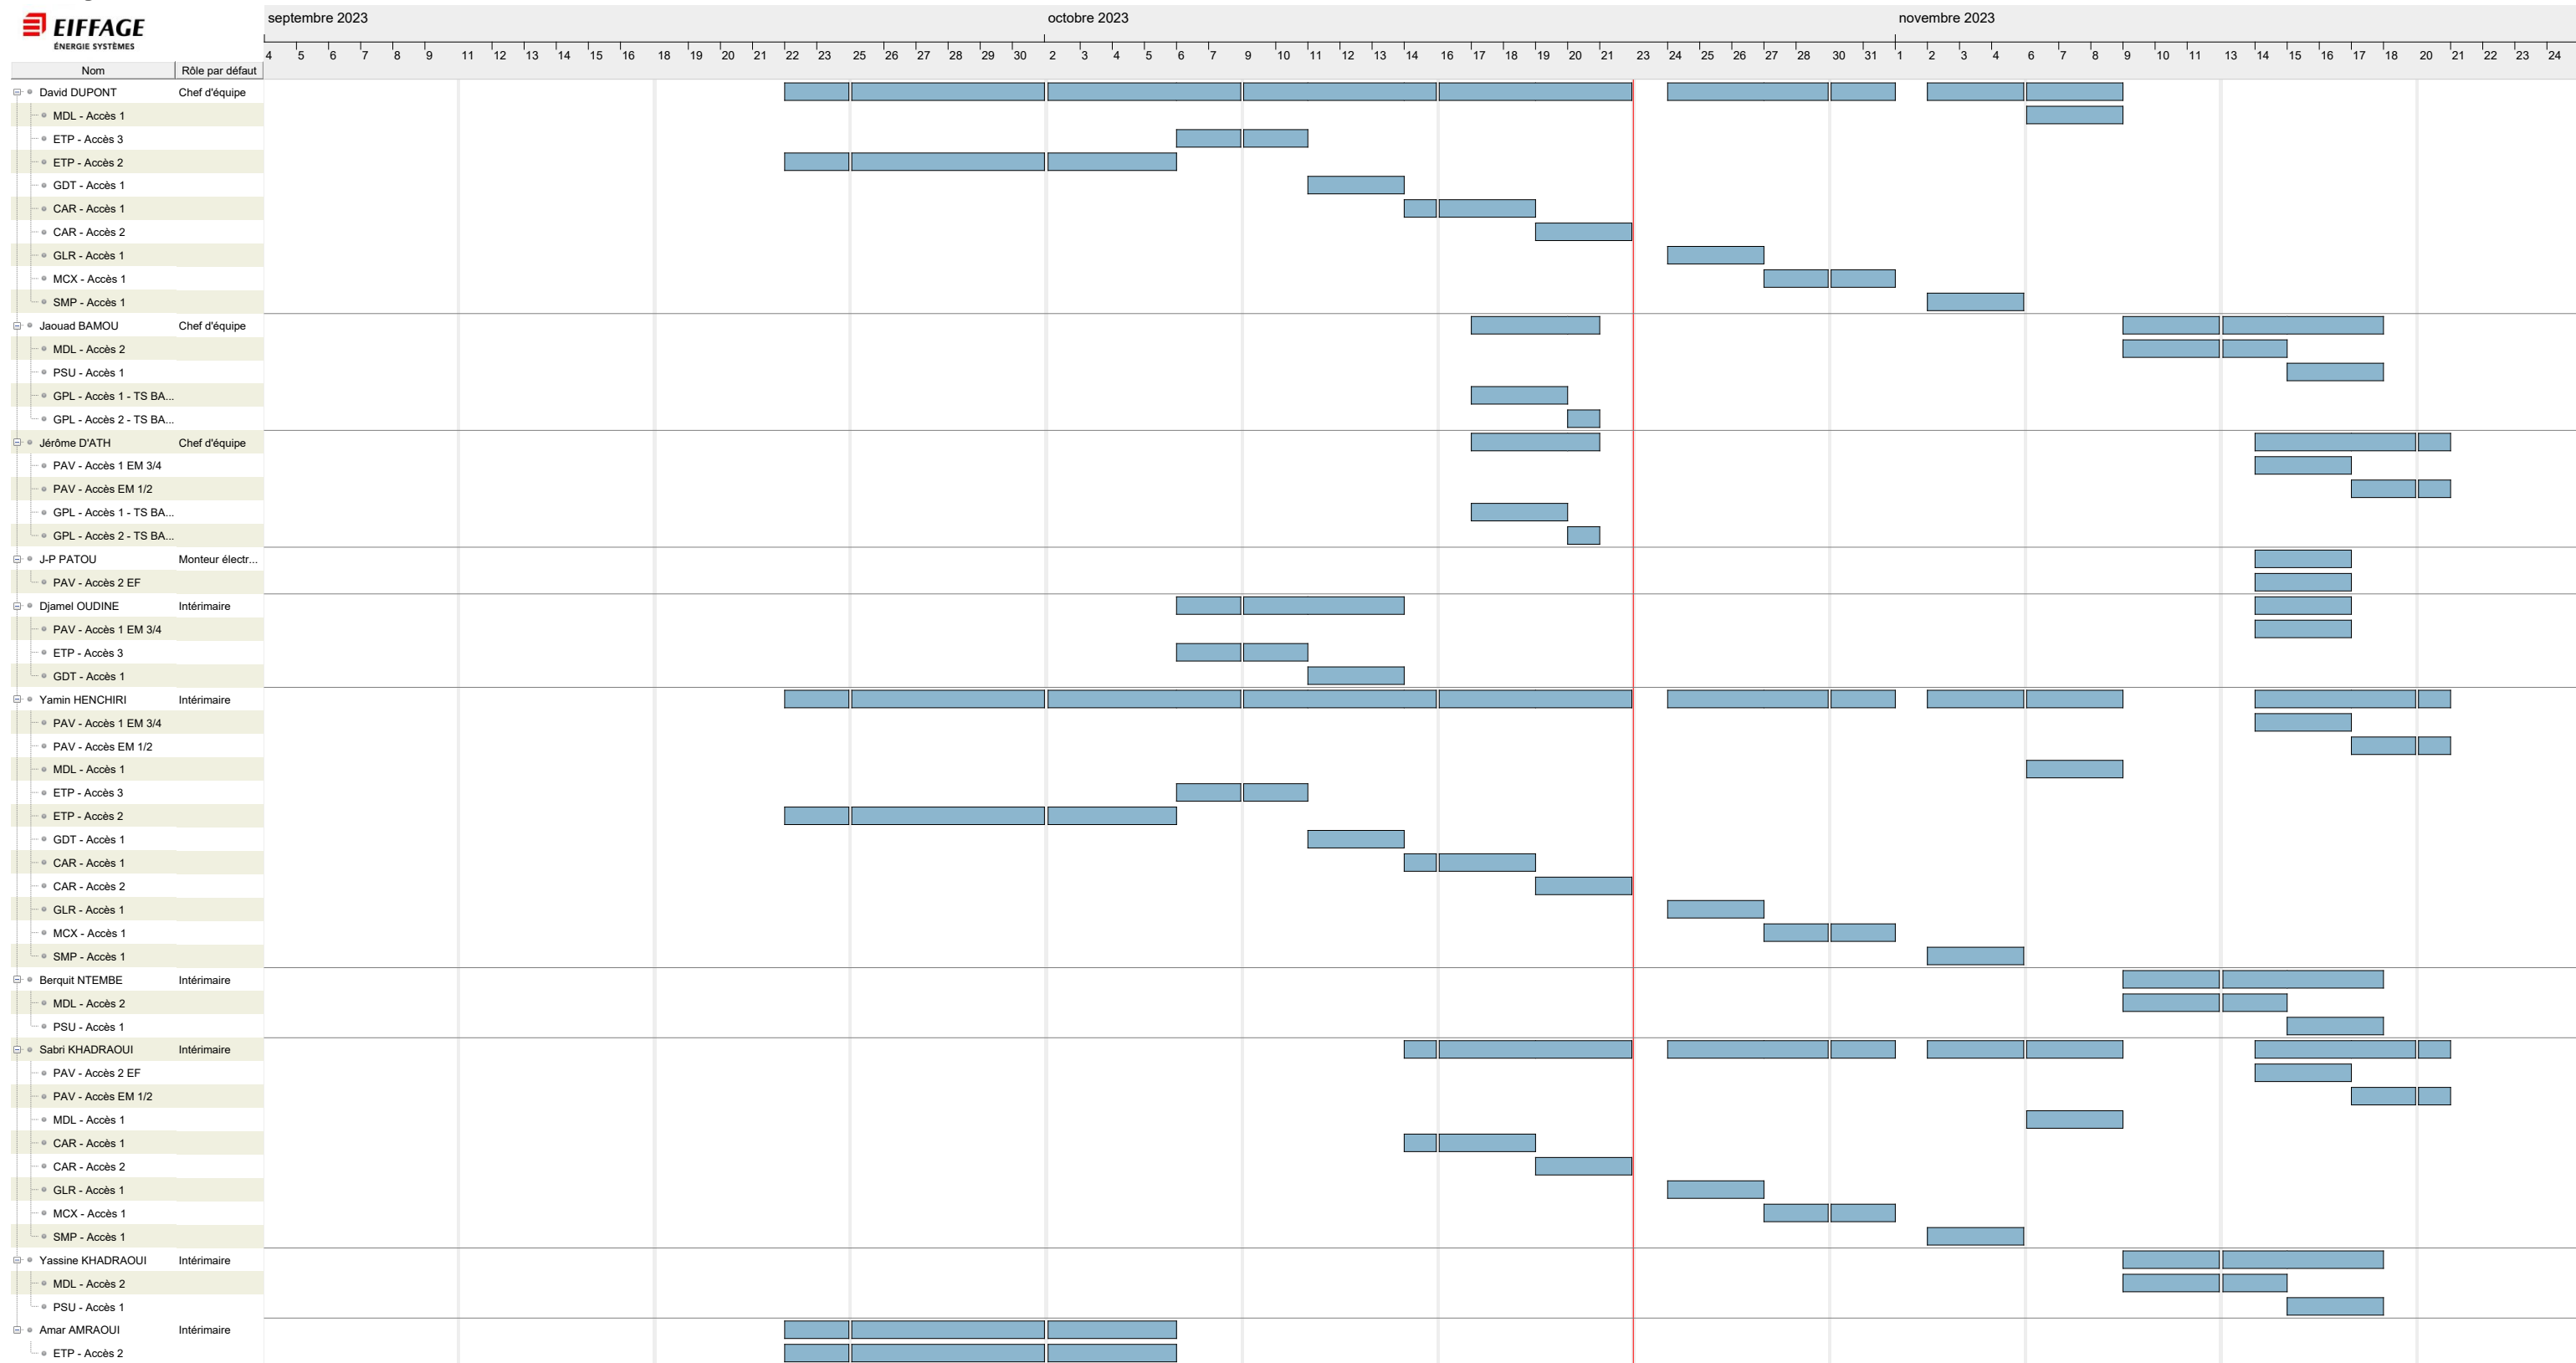 EIFFAGE
ÉNERGIE SYSTÈMES
septembre 2023 octobre 2023 novembre 2023
4 5 6 7 8 9 11 12 13 14 15 16 18 19 20 21 22 23 25 26 27 28 29 30 2 3 4 5 6 7 9 10 11 12 13 14 16 17 18 19 20 21 23 24 25 26 27 28 30 31 1 2 3 4 6 7 8 9 10 11 13 14 15 16 17 18 20 21 22 23 24
Nom Rôle par défaut
David DUPONT Chef d'équipe
MDL - Accès 1
ETP - Accès 3
ETP - Accès 2
GDT - Accès 1
CAR - Accès 1
CAR - Accès 2
GLR - Accès 1
MCX - Accès 1
SMP - Accès 1
Jaouad BAMOU Chef d'équipe
MDL - Accès 2
PSU - Accès 1
GPL - Accès 1 - TS BA...
GPL - Accès 2 - TS BA...
Jérôme D'ATH Chef d'équipe
PAV - Accès 1 EM 3/4
PAV - Accès EM 1/2
GPL - Accès 1 - TS BA...
GPL - Accès 2 - TS BA...
J-P PATOU Monteur électr...
PAV - Accès 2 EF
Djamel OUDINE Intérimaire
PAV - Accès 1 EM 3/4
ETP - Accès 3
GDT - Accès 1
Yamin HENCHIRI Intérimaire
PAV - Accès 1 EM 3/4
PAV - Accès EM 1/2
MDL - Accès 1
ETP - Accès 3
ETP - Accès 2
GDT - Accès 1
CAR - Accès 1
CAR - Accès 2
GLR - Accès 1
MCX - Accès 1
SMP - Accès 1
Berquit NTEMBE Intérimaire
MDL - Accès 2
PSU - Accès 1
Sabri KHADRAOUI Intérimaire
PAV - Accès 2 EF
PAV - Accès EM 1/2
MDL - Accès 1
CAR - Accès 1
CAR - Accès 2
GLR - Accès 1
MCX - Accès 1
SMP - Accès 1
Yassine KHADRAOUI Intérimaire
MDL - Accès 2
PSU - Accès 1
Amar AMRAOUI Intérimaire
ETP - Accès 2